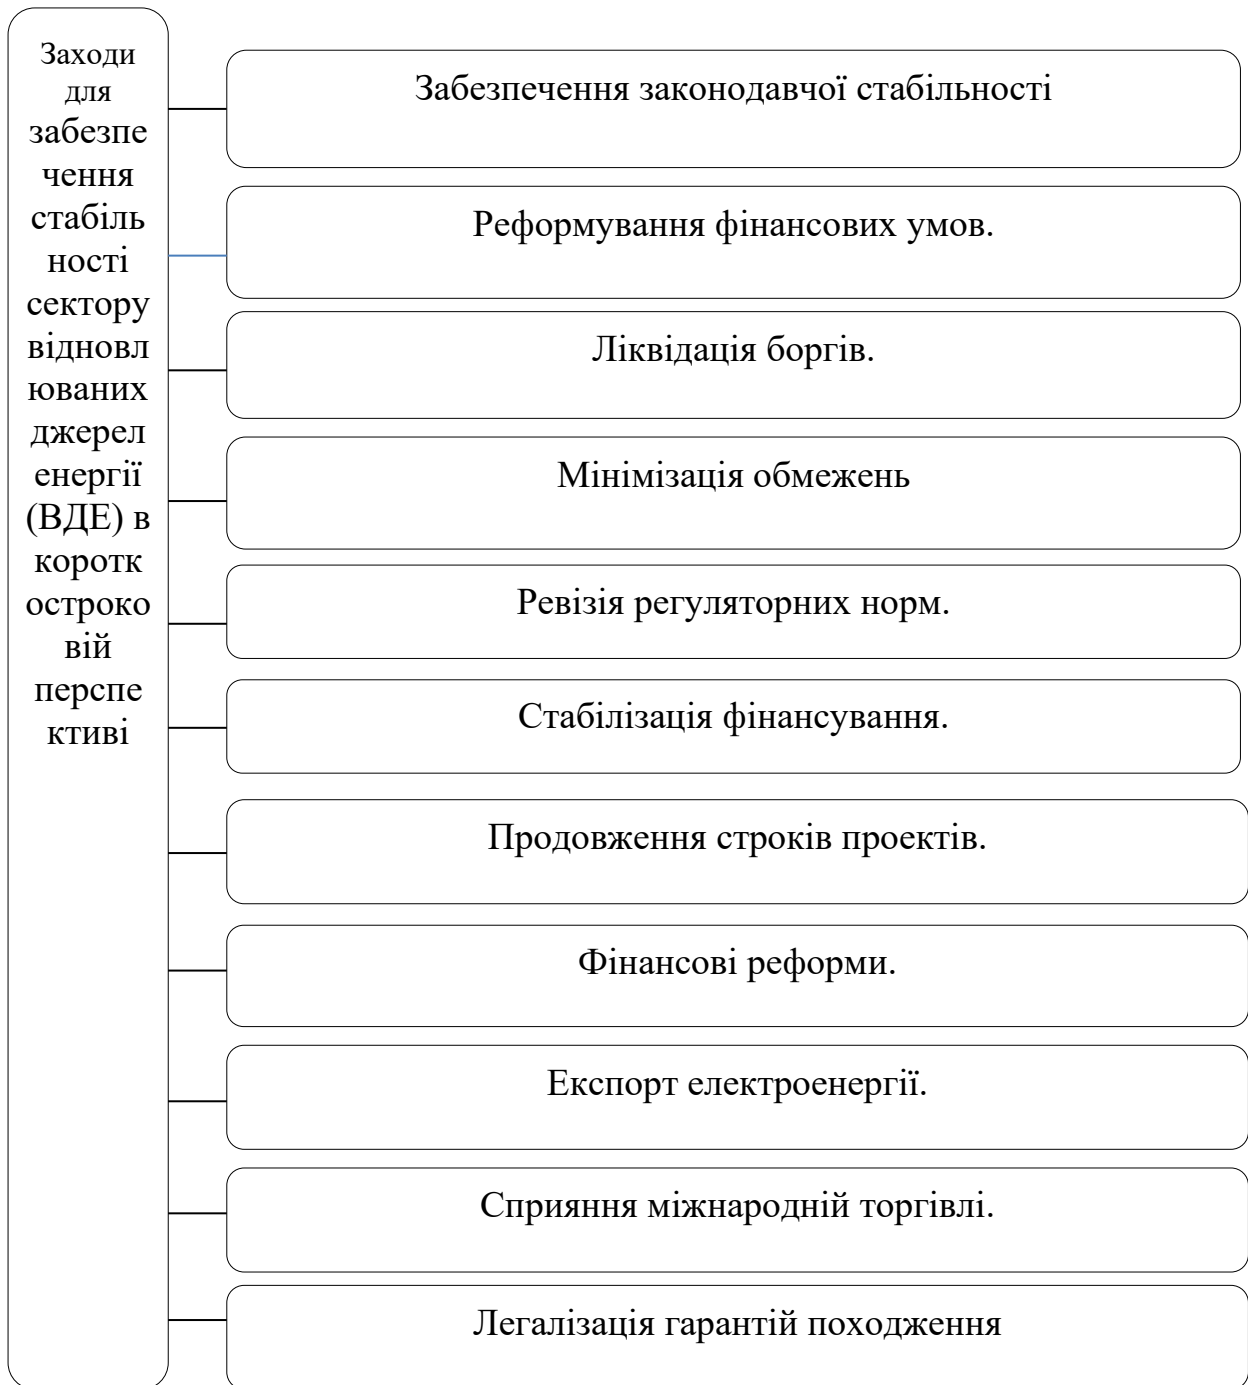 Заходи
для
забезпе
чення
стабіль
ності
сектору
відновл
юваних
джерел
енергії
(ВДЕ) в
коротк
остроко
вій
перспе
ктиві
Забезпечення законодавчої стабільності
Реформування фінансових умов.
Ліквідація боргів.
Мінімізація обмежень
Ревізія регуляторних норм.
Стабілізація фінансування.
Продовження строків проектів.
Фінансові реформи.
Експорт електроенергії.
Сприяння міжнародній торгівлі.
Легалізація гарантій походження